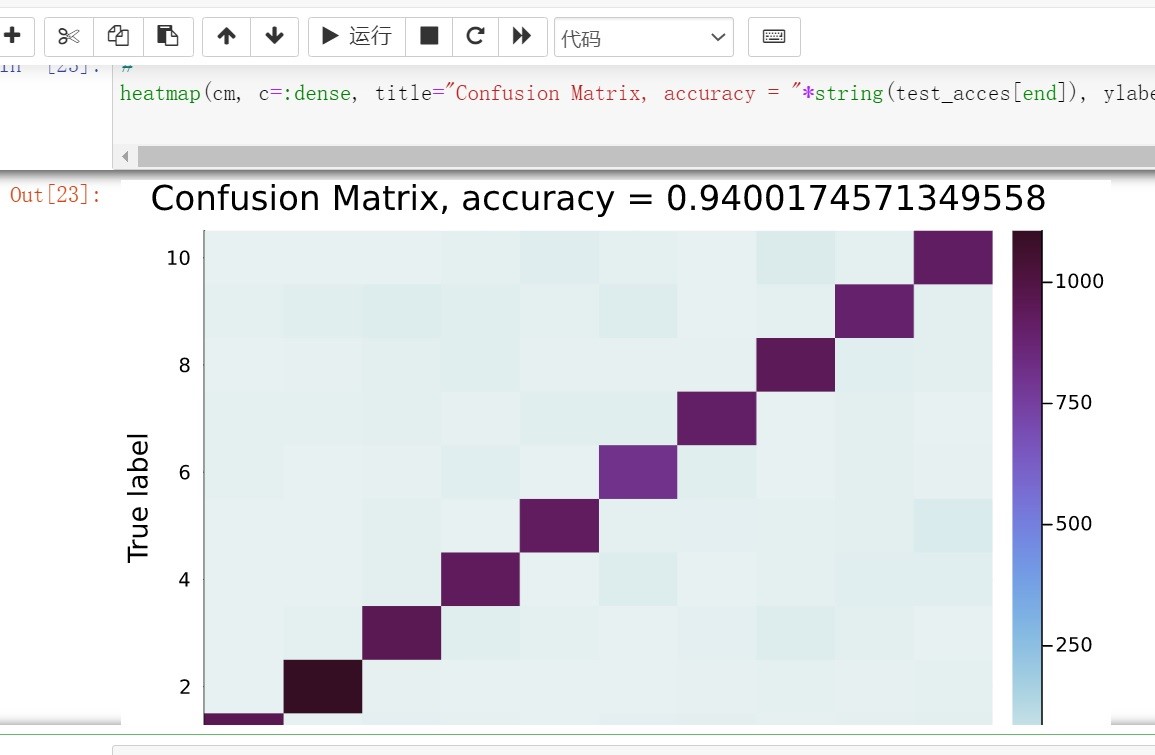 运行
代码
In [23]:
#
heatmap(cm, c=:dense, title="Confusion Matrix, accuracy = "*string(test_acces[end]), ylabe
Out[23]:
Confusion Matrix, accuracy = 0.9400174571349558
10
8
6
4
2
True label
1000
750
500
250